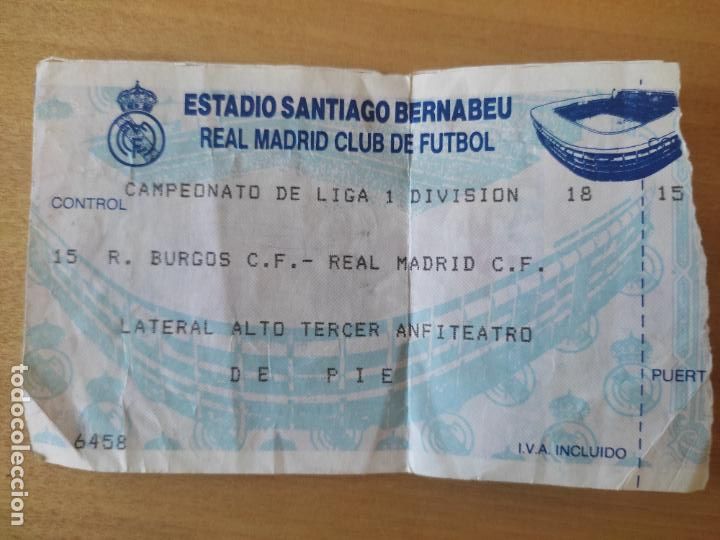 ESTADIO SANTIAGO BERNABEU
REAL MADRID CLUB DE FUTBOL
CAMPEONATO DE LIGA 1 DIVISION 18 15
CONTROL
15 R. BURGOS C.F.- REAL MADRID C.F.
LATERAL ALTO TERCER ANFITEATRO
DE PIE
PUERT
6458
I.V.A. INCLUIDO
todocoleccion.net